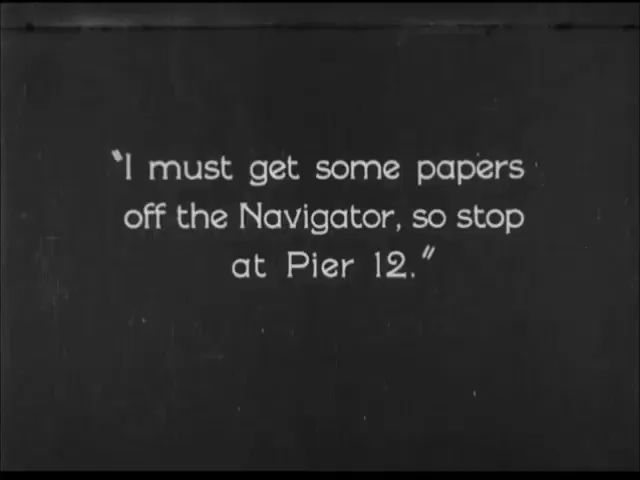 "I must get some papers
off the Navigator, so stop
at Pier 12."